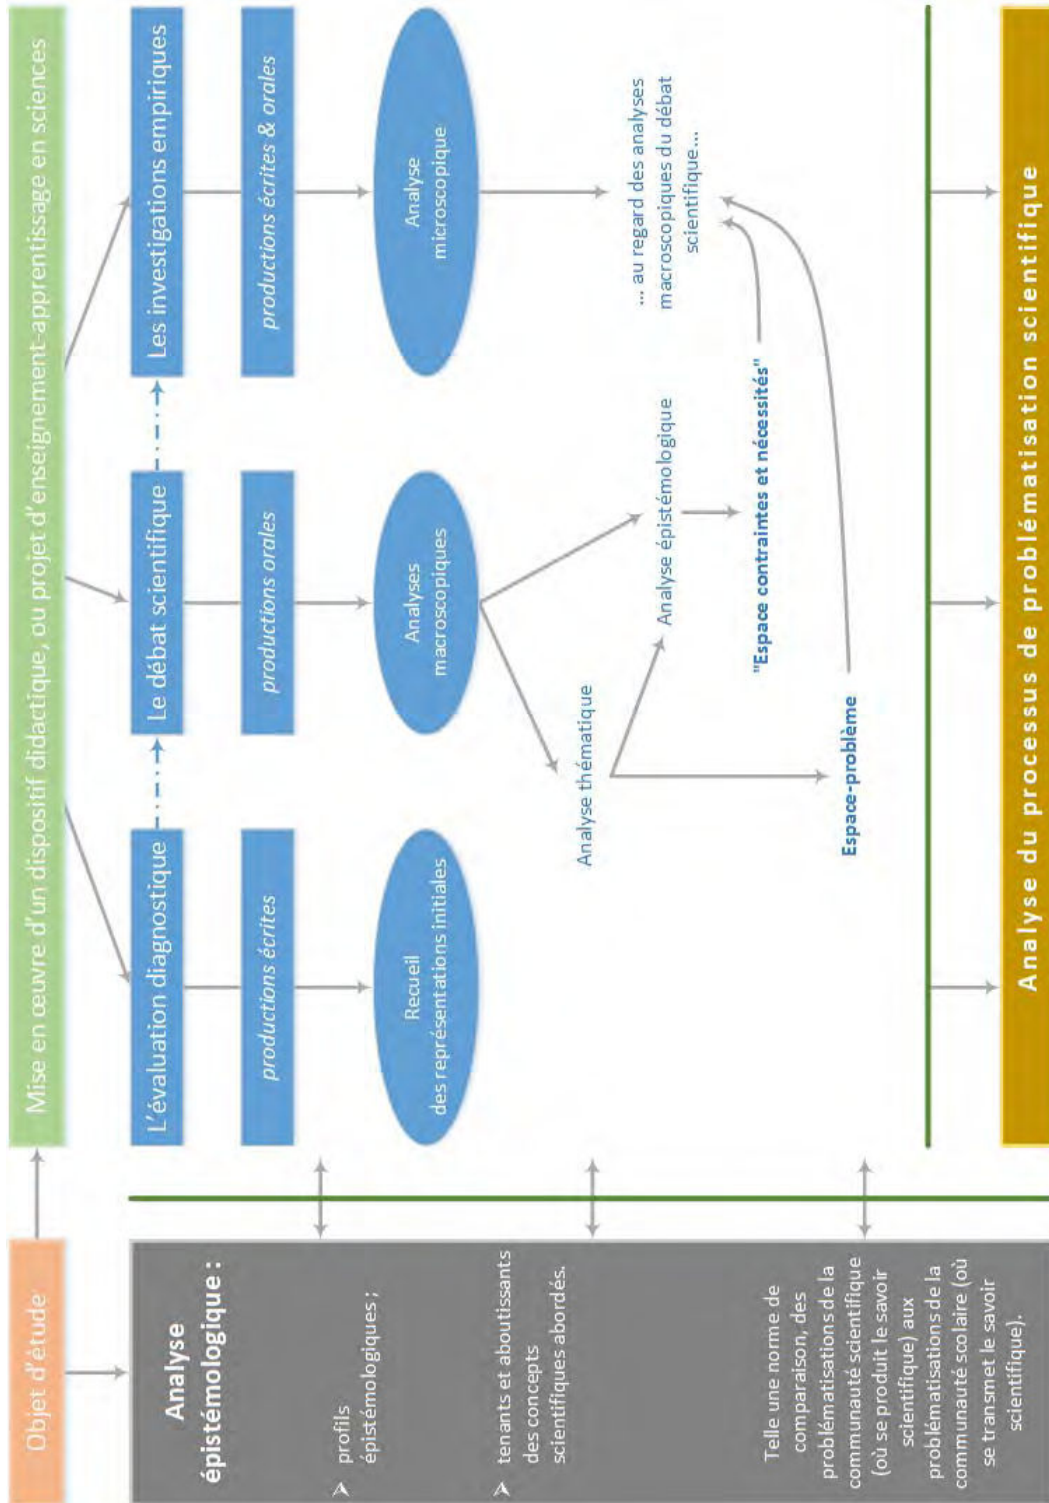 Objet d'étude
Mise en œuvre d'un dispositif didactique, ou projet d'enseignement-apprentissage en sciences
Analyse
épistémologique :
➢ profils
épistémologiques ;
➢ tenants et aboutissants
des concepts
scientifiques abordés.
Telle une norme de
comparaison, des
problématisations de la
communauté scientifique
(où se produit le savoir
scientifique) aux
problématisations de la
communauté scolaire (où
se transmet le savoir
scientifique).
L'évaluation diagnostique
Le débat scientifique
Les investigations empiriques
productions écrites
productions orales
productions écrites & orales
Recueil
des représentations initiales
Analyses
macroscopiques
Analyse
microscopique
Analyse thématique
Analyse épistémologique
... au regard des analyses
macroscopiques du débat
scientifique...
"Espace contraintes et nécessités"
Espace-problème
Analyse du processus de problématisation scientifique